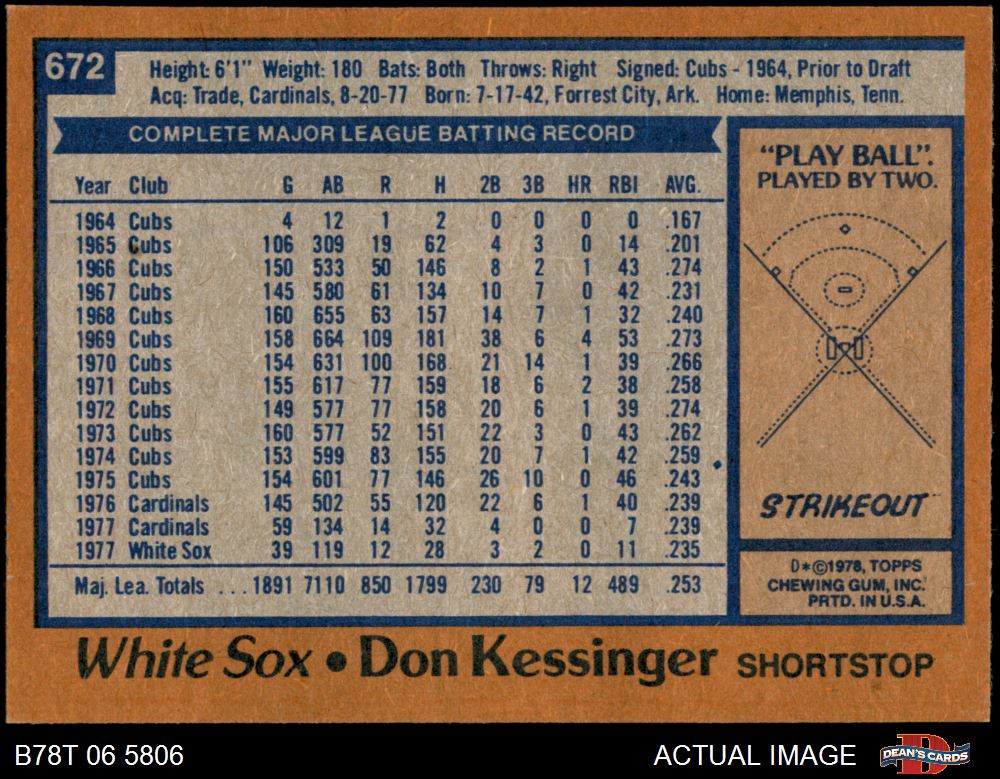 672
Height: 6'1" Weight: 180 Bats: Both Throws: Right Signed: Cubs - 1964, Prior to Draft
Acq: Trade, Cardinals, 8-20-77 Born: 7-17-42, Forrest City, Ark. Home: Memphis, Tenn.
COMPLETE MAJOR LEAGUE BATTING RECORD
Year Club G AB R H 2B 3B HR RBI AVG.
1964 Cubs 4 12 1 2 0 0 0 0 .167
1965 Cubs 106 309 19 62 4 3 0 14 .201
1966 Cubs 150 533 50 146 8 2 1 43 .274
1967 Cubs 145 580 61 134 10 7 0 42 .231
1968 Cubs 160 655 63 157 14 7 1 32 .240
1969 Cubs 158 664 109 181 38 6 4 53 .273
1970 Cubs 154 631 100 168 21 14 1 39 .266
1971 Cubs 155 617 77 159 18 6 2 38 .258
1972 Cubs 149 577 77 158 20 6 1 39 .274
1973 Cubs 160 577 52 151 22 3 0 43 .262
1974 Cubs 153 599 83 155 20 7 1 42 .259
1975 Cubs 154 601 77 146 26 10 0 46 .243
1976 Cardinals 145 502 55 120 22 6 1 40 .239
1977 Cardinals 59 134 14 32 4 0 0 7 .239
1977 White Sox 39 119 12 28 3 2 0 11 .235
Maj. Lea. Totals ...1891 7110 850 1799 230 79 12 489 .253
"PLAY BALL".
PLAYED BY TWO.
STRIKEOUT
D*©1978, TOPPS
CHEWING GUM, INC.
PRTD. IN U.S.A.
White Sox • Don Kessinger SHORTSTOP
B78T 06 5806 ACTUAL IMAGE
D
DEAN'S CARDS